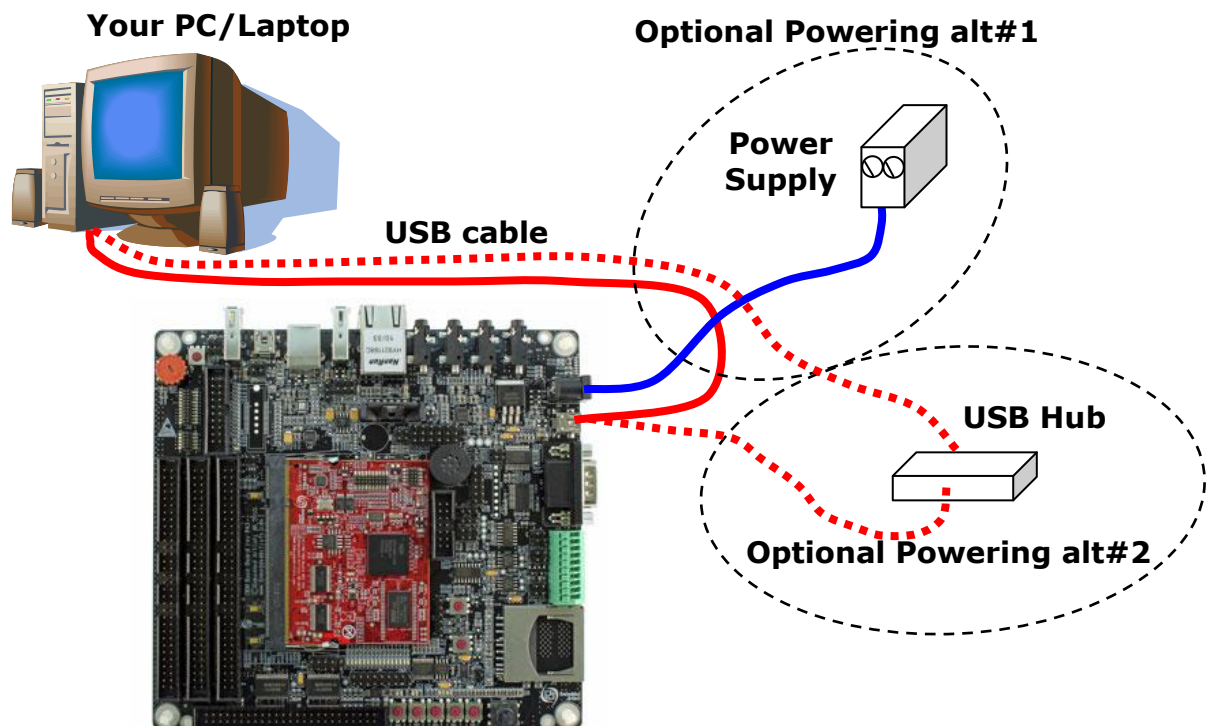 Your PC/Laptop
Optional Powering alt#1
Power
Supply
USB cable
USB Hub
Optional Powering alt#2